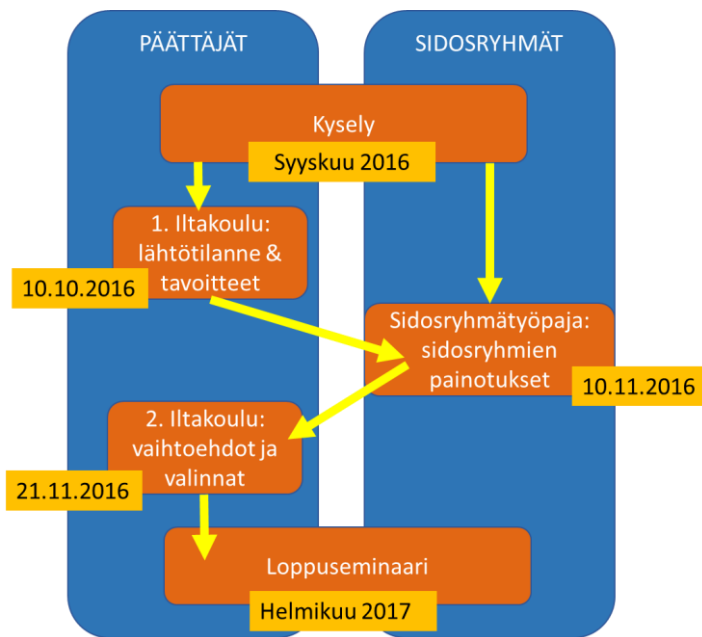 PÄÄTTÄJÄT
SIDOSRYHMÄT
Kysely
Syyskuu 2016
1. Iltakoulu:
lähtötilanne &
tavoitteet
10.10.2016
Sidosryhmätyöpaja:
sidosryhmien
painotukset
10.11.2016
2. Iltakoulu:
vaihtoehdot ja
valinnat
21.11.2016
Loppuseminaari
Helmikuu 2017